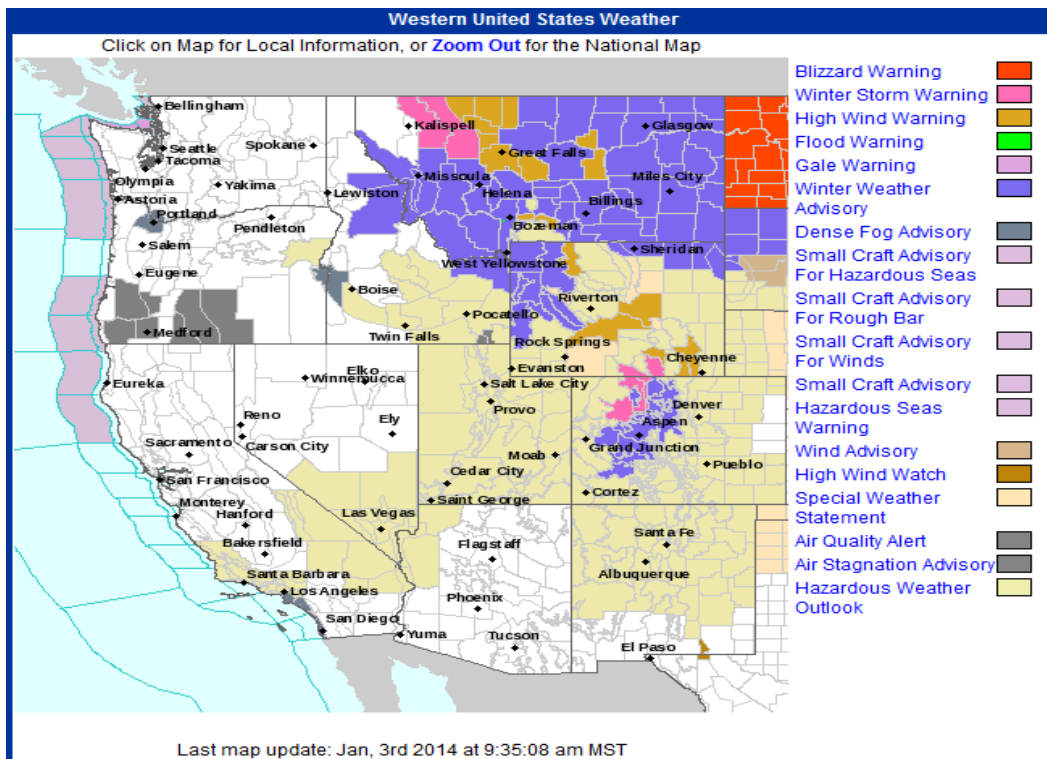 Western United States Weather
Click on Map for Local Information, or Zoom Out for the National Map
Bellingham
Seattle
Tacoma
Olympia
Spokane
Yakima
Astoria
Portland
Pendleton
Lewiston
Salem
Eugene
Medford
Kalispell
Great Falls
Glasgow
Missoula
Helena
Miles City
Billings
Bozeman
West Yellowstone
Sheridan
Boise
Riverton
Pocatello
Twin Falls
Rock Springs
Cheyenne
Evanston
Eureka
Elko
Winnemucca
Salt Lake City
Provo
Denver
Aspen
Reno
Ely
Carson City
Sacramento
Moab
Grand Junction
Pueblo
San Francisco
Cedar City
Cortez
Saint George
Monterey
Hanford
Las Vegas
Bakersfield
Flagstaff
Santa Fe
Albuquerque
Santa Barbara
Los Angeles
Phoenix
San Diego
Yuma
Tucson
El Paso
Blizzard Warning
Winter Storm Warning
High Wind Warning
Flood Warning
Gale Warning
Winter Weather
Advisory
Dense Fog Advisory
Small Craft Advisory
For Hazardous Seas
Small Craft Advisory
For Rough Bar
Small Craft Advisory
For Winds
Small Craft Advisory
Hazardous Seas
Warning
Wind Advisory
High Wind Watch
Special Weather
Statement
Air Quality Alert
Air Stagnation Advisory
Hazardous Weather
Outlook
Last map update: Jan, 3rd 2014 at 9:35:08 am MST